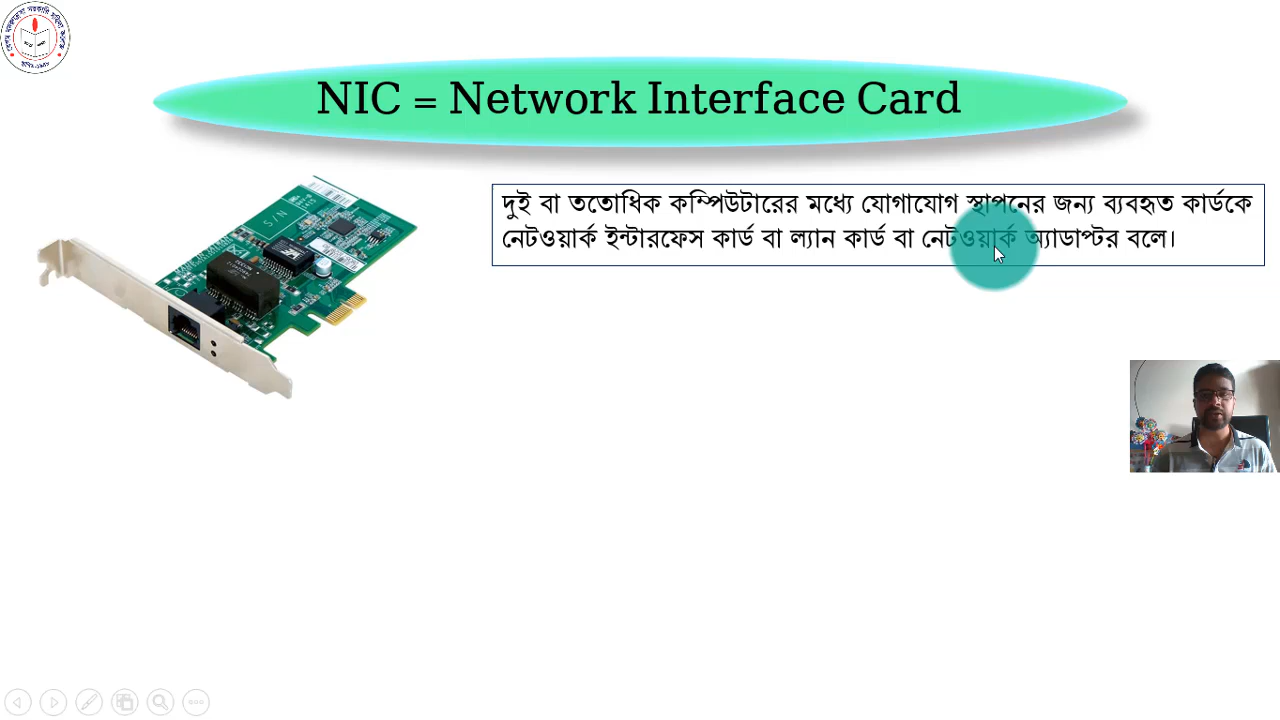 NIC = Network Interface Card
দুই বা ততোধিক কম্পিউটারের মধ্যে যোগাযোগ স্থাপনের জন্য ব্যবহৃত কার্ডকে
নেটওয়ার্ক ইন্টারফেস কার্ড বা ল্যান কার্ড বা নেটওয়ার্ক অ্যাডাপ্টর বলে।
S/N